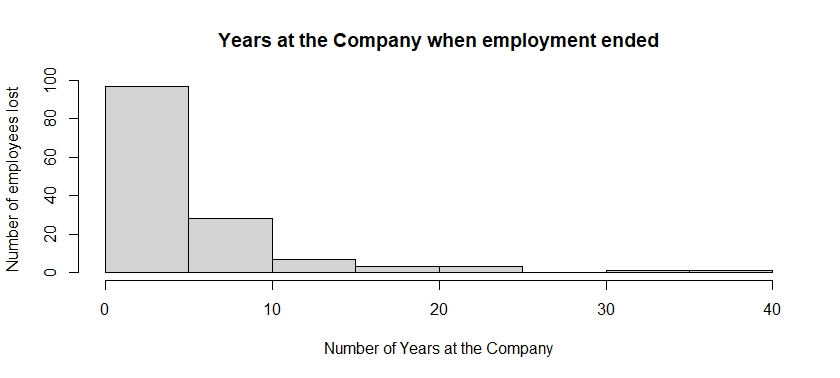 Years at the Company when employment ended
Number of employees lost
100
80
60
40
20
0
0 10 20 30 40
Number of Years at the Company